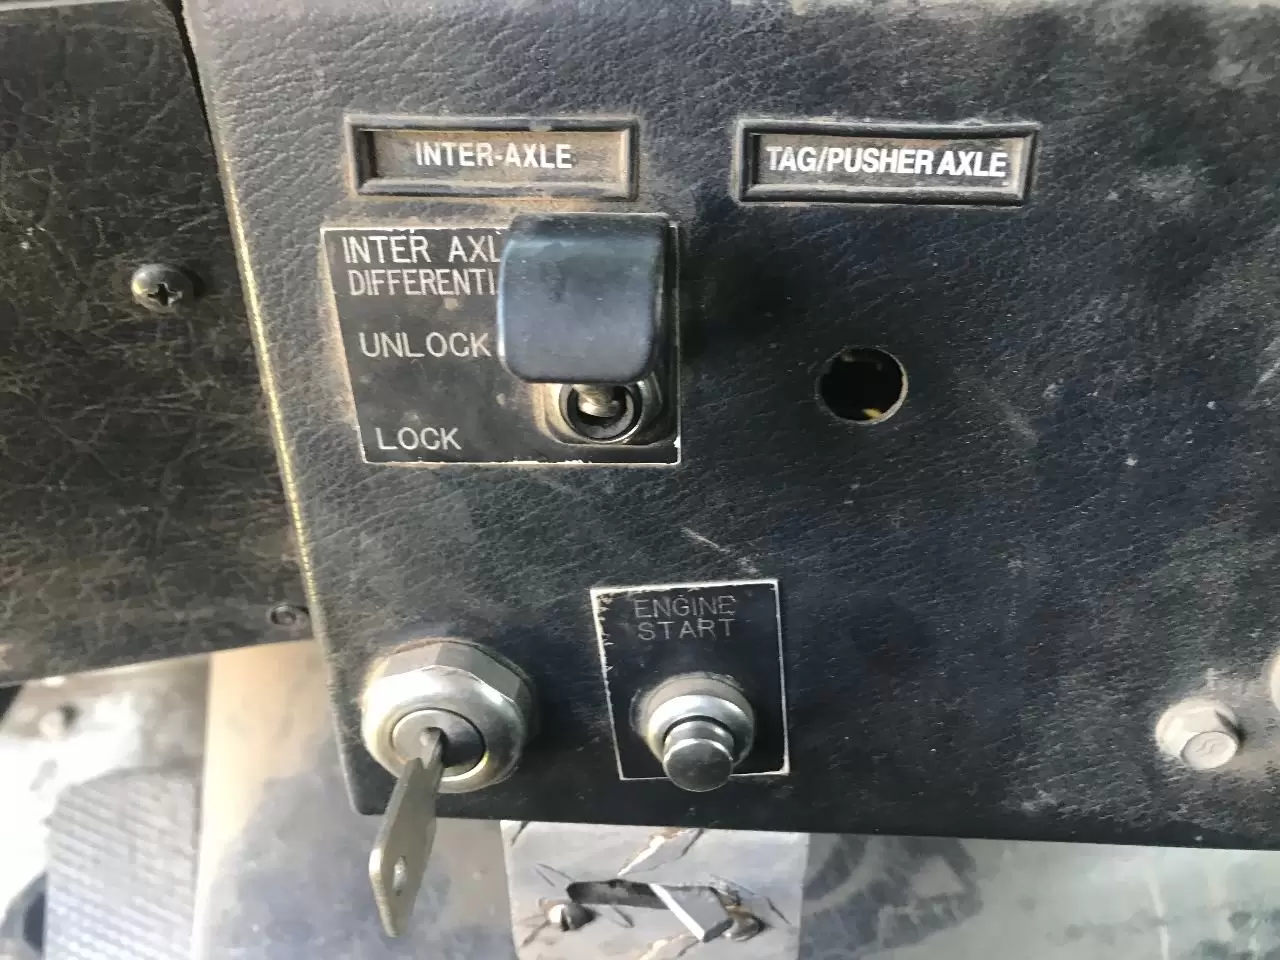 INTER-AXLE
TAG/PUSHER AXLE
INTER AXL
DIFFERENTI
UNLOCK
LOCK
ENGINE
START